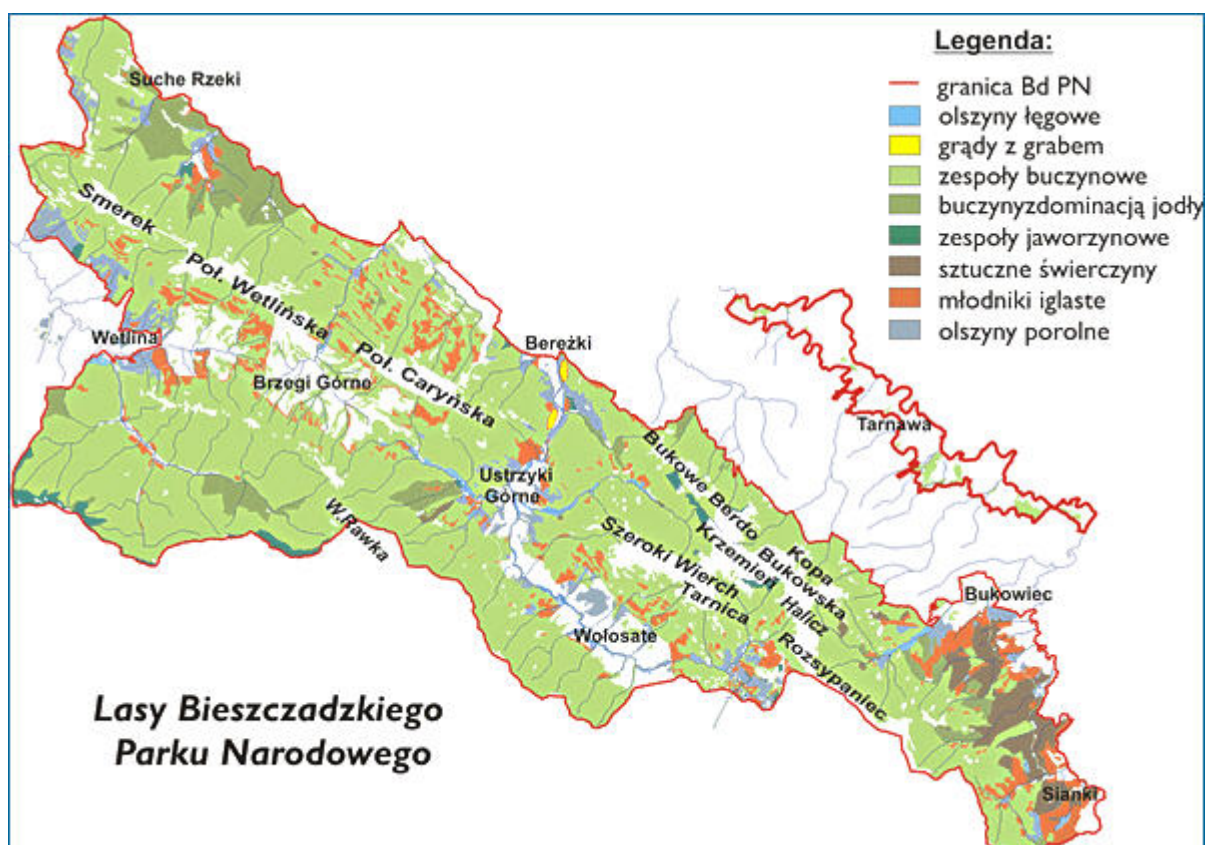 Legenda:
granica Bd PN
olszyny łęgowe
grądy z grabem
zespoły buczynowe
buczynyzdominacją jodły
zespoły jaworzynowe
sztuczne świerczyny
młodniki iglaste
olszyny porolne
Suche Rzeki
Smerek
Poł. Wetlińska
Wetlina
Brzegi Górne
Poł. Caryńska
Bereżki
Tarnawa
Ustrzyki
Górne
W.Rawka
Bukowe Berdo
Szeroki Wierch
Krzemień
Kopa
Bukowska
Tarnica
Halicz
Rozsypaniec
Wołosate
Bukowiec
Sianki
Lasy Bieszczadzkiego
Parku Narodowego